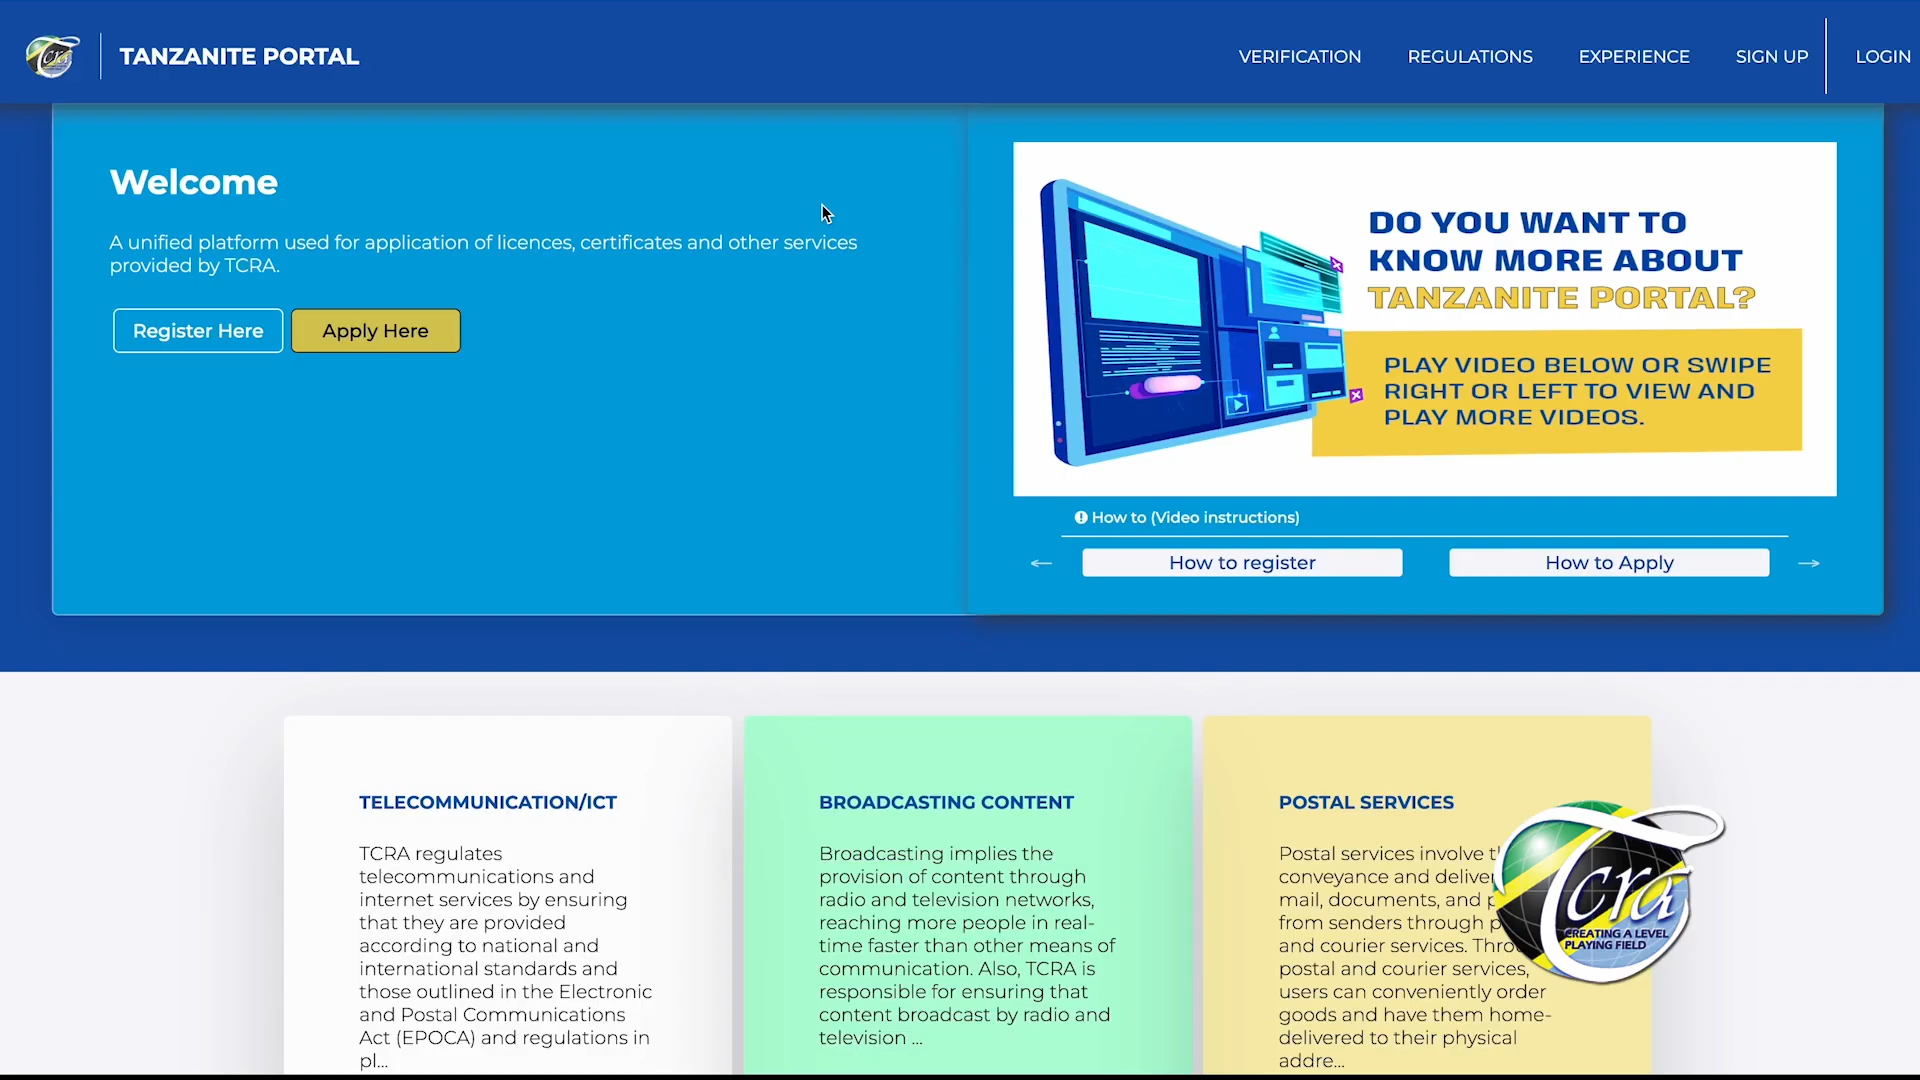 Tcra
TANZANITE PORTAL
VERIFICATION
REGULATIONS
EXPERIENCE
SIGN UP
LOGIN
Welcome
A unified platform used for application of licences, certificates and other services
provided by TCRA.
Register Here
Apply Here
DO YOU WANT TO
KNOW MORE ABOUT
TANZANITE PORTAL?
PLAY VIDEO BELOW OR SWIPE
RIGHT OR LEFT TO VIEW AND
PLAY MORE VIDEOS.
How to (Video instructions)
How to register
How to Apply
TELECOMMUNICATION/ICT
TCRA regulates
telecommunications and
internet services by ensuring
that they are provided
according to national and
international standards and
those outlined in the Electronic
and Postal Communications
Act (EPOCA) and regulations in
pl...
BROADCASTING CONTENT
Broadcasting implies the
provision of content through
radio and television networks,
reaching more people in real-
time faster than other means of
communication. Also, TCRA is
responsible for ensuring that
content broadcast by radio and
television ...
POSTAL SERVICES
Postal services involve
conveyance and
mail, documents, and
from senders through
and courier services.
postal and courier services,
users can conveniently order
goods and have them home-
delivered to their physical
addre...
Tcra
CREATING A LEVEL
PLAYING FIELD